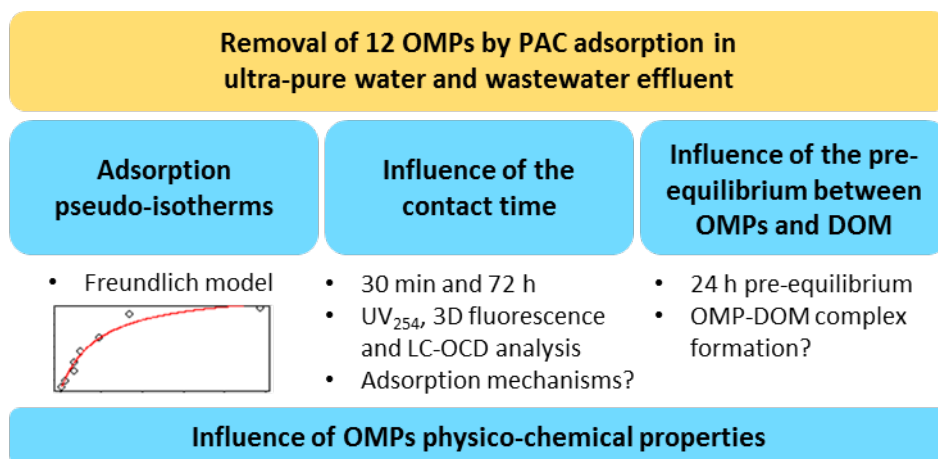 Removal of 12 OMPs by PAC adsorption in
ultra-pure water and wastewater effluent
Adsorption
pseudo-isotherms
• Freundlich model
Influence of the
contact time
• 30 min and 72 h
• UV₂₅₄, 3D fluorescence
and LC-OCD analysis
• Adsorption mechanisms?
Influence of the pre-
equilibrium between
OMPs and DOM
• 24 h pre-equilibrium
• OMP-DOM complex
formation?
Influence of OMPs physico-chemical properties